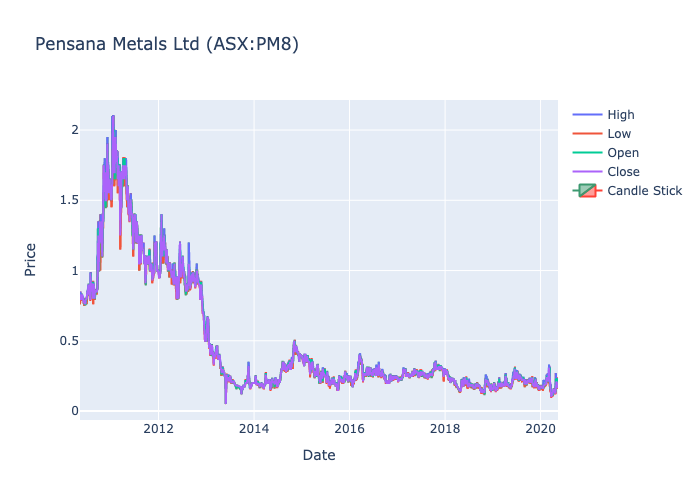 Pensana Metals Ltd (ASX:PM8)
High
Low
Open
Close
Candle Stick
2
1.5
1
0.5
0
Price
2012 2014 2016 2018 2020
Date